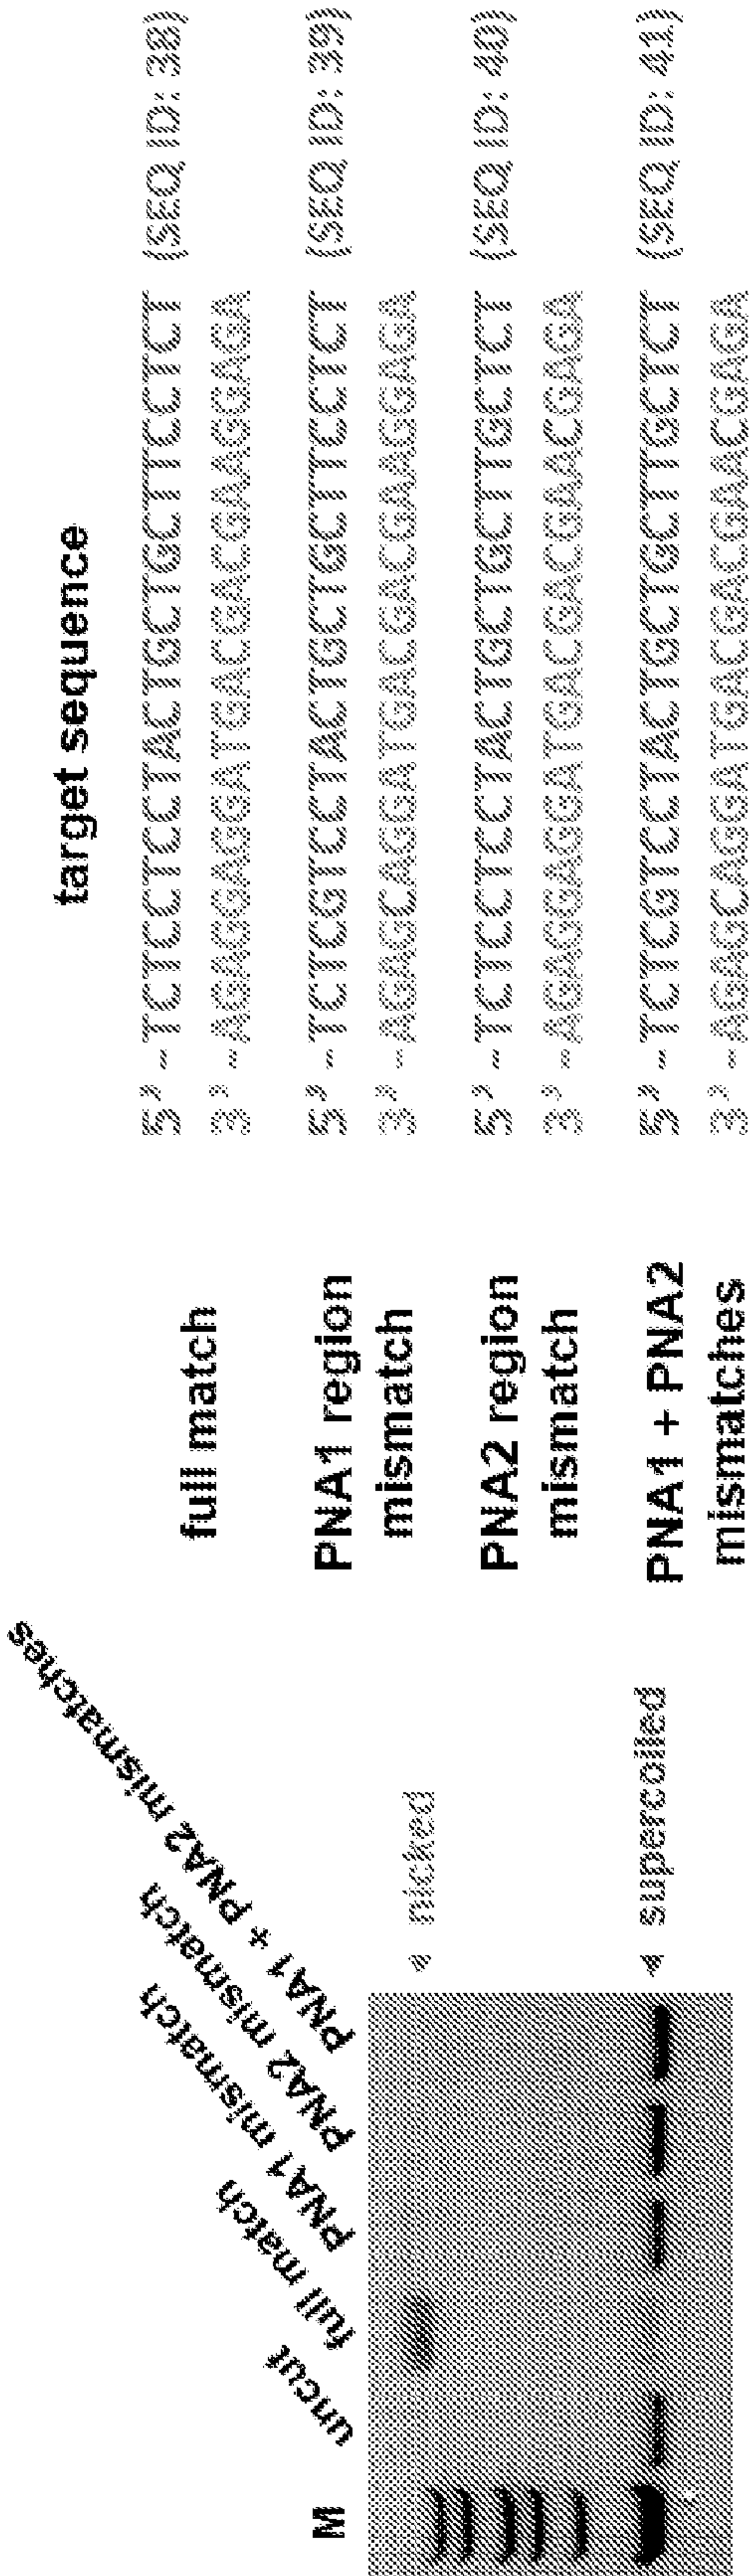 M
uncut
full match
PNA1 mismatch
PNA2 mismatch
PNA1 + PNA2 mismatches
nicked
supercoiled
target sequence
full match
5’ -TCTCCTCCTACTGCTGCTTCCTCT (SEQ ID: 38)
3’ -AGAGGAGGATGACGACGAAGGAGA
PNA1 region
mismatch
5’ -TCTCGTCCTACTGCTGCTTCCTCT (SEQ ID: 39)
3’ -AGAGCAGGATGACGACGAAGGAGA
PNA2 region
mismatch
5’ -TCTCCTCCTACTGCTGCTTGCTCT (SEQ ID: 40)
3’ -AGAGGAGGATGACGACGAACGAGA
PNA1 + PNA2
mismatches
5’ -TCTCGTCCTACTGCTGCTTGCTCT (SEQ ID: 41)
3’ -AGAGCAGGATGACGACGAACGAGA